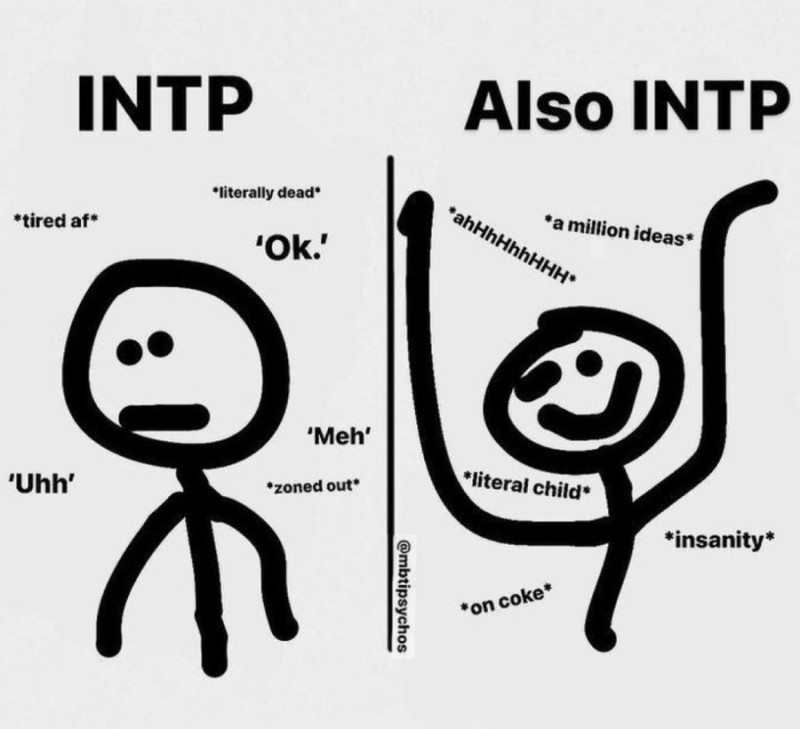 INTP
*literally dead*
*tired af*
'Ok.'
'Meh'
'Uhh'
*zoned out*
Also INTP
*ahHhHhhHHH*
*a million ideas*
*literal child*
*insanity*
*on coke*
@mbtipsychos